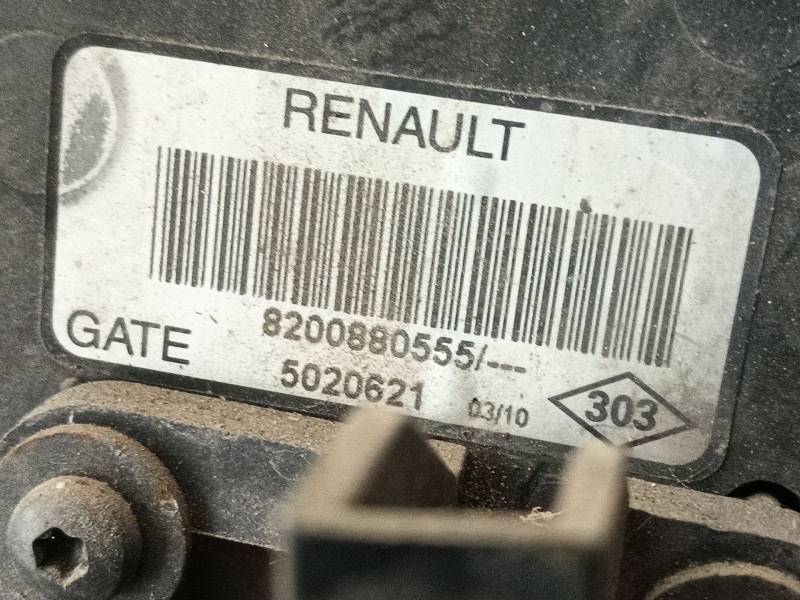 RENAULT
8200880555/---
GATE
5020621 03/10 303